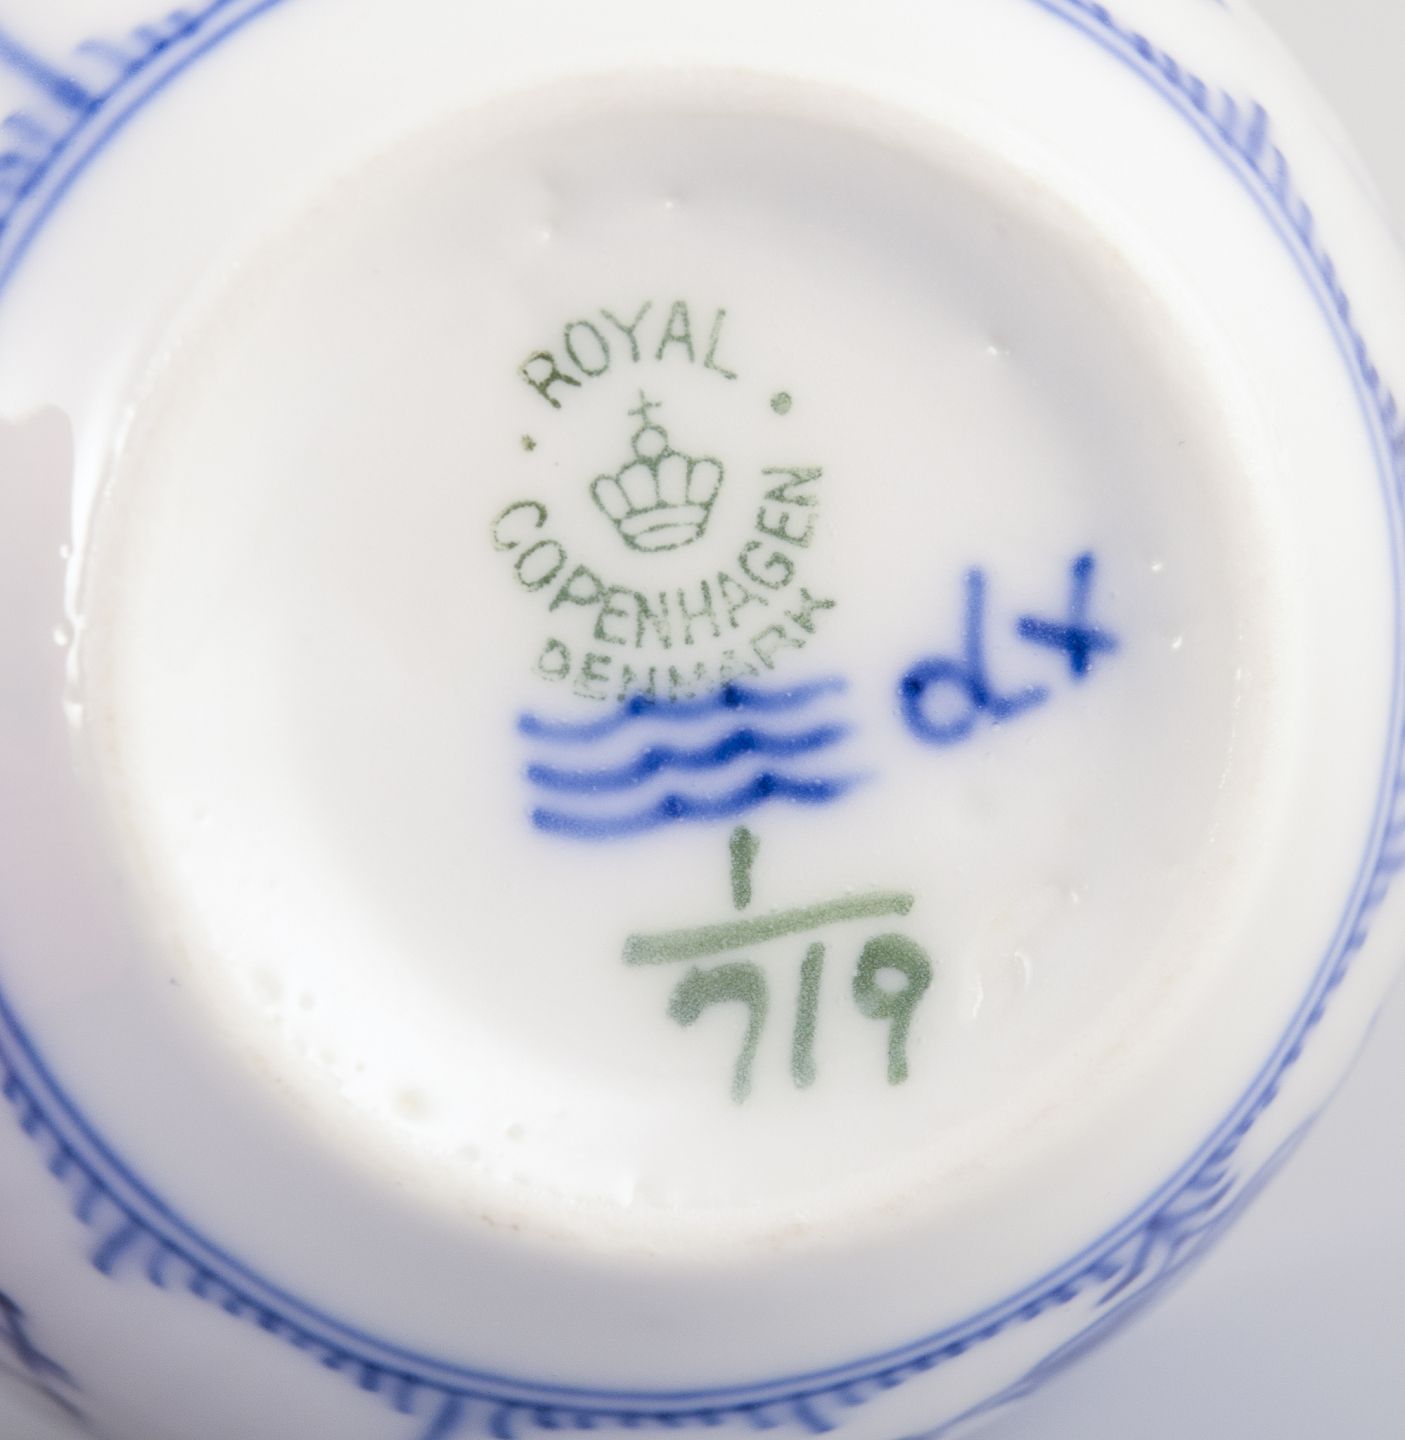 ROYAL
COPENHAGEN
DENMARK
1
719